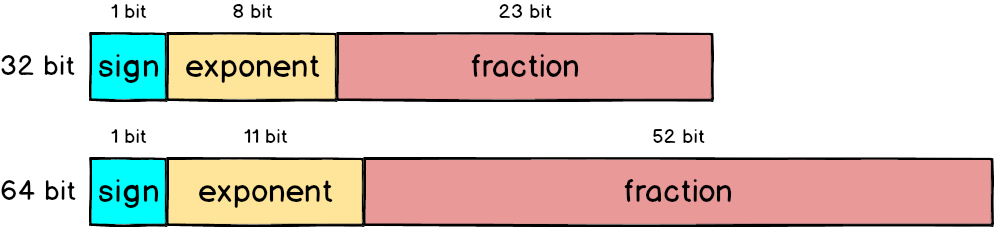 1 bit 8 bit 23 bit
32 bit sign exponent fraction
1 bit 11 bit 52 bit
64 bit sign exponent fraction